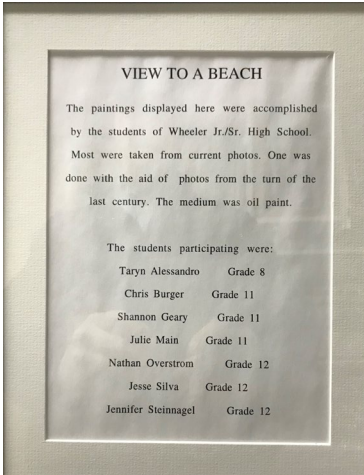 VIEW TO A BEACH
The paintings displayed here were accomplished
by the students of Wheeler Jr./Sr. High School.
Most were taken from current photos. One was
done with the aid of photos from the turn of the
last century. The medium was oil paint.
The students participating were:
Taryn Alessandro Grade 8
Chris Burger Grade 11
Shannon Geary Grade 11
Julie Main Grade 11
Nathan Overstrom Grade 12
Jesse Silva Grade 12
Jennifer Steinnagel Grade 12